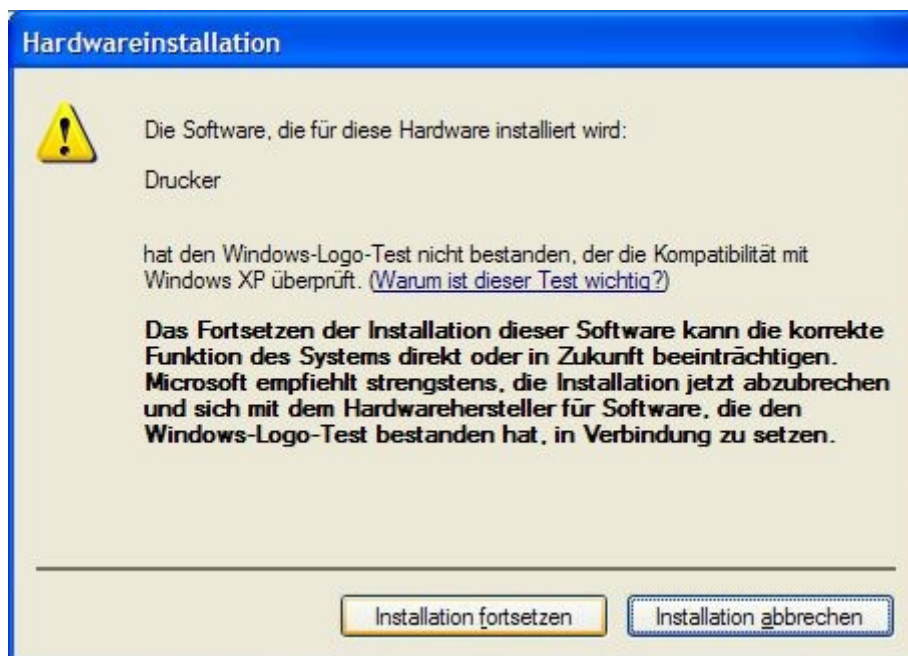 Hardwareinstallation
Die Software, die für diese Hardware installiert wird:
Drucker
hat den Windows-Logo-Test nicht bestanden, der die Kompatibilität mit
Windows XP überprüft. (Warum ist dieser Test wichtig?)
Das Fortsetzen der Installation dieser Software kann die korrekte
Funktion des Systems direkt oder in Zukunft beeinträchtigen.
Microsoft empfiehlt strengstens, die Installation jetzt abzubrechen
und sich mit dem Hardwarehersteller für Software, die den
Windows-Logo-Test bestanden hat, in Verbindung zu setzen.
Installation fortsetzen
Installation abbrechen